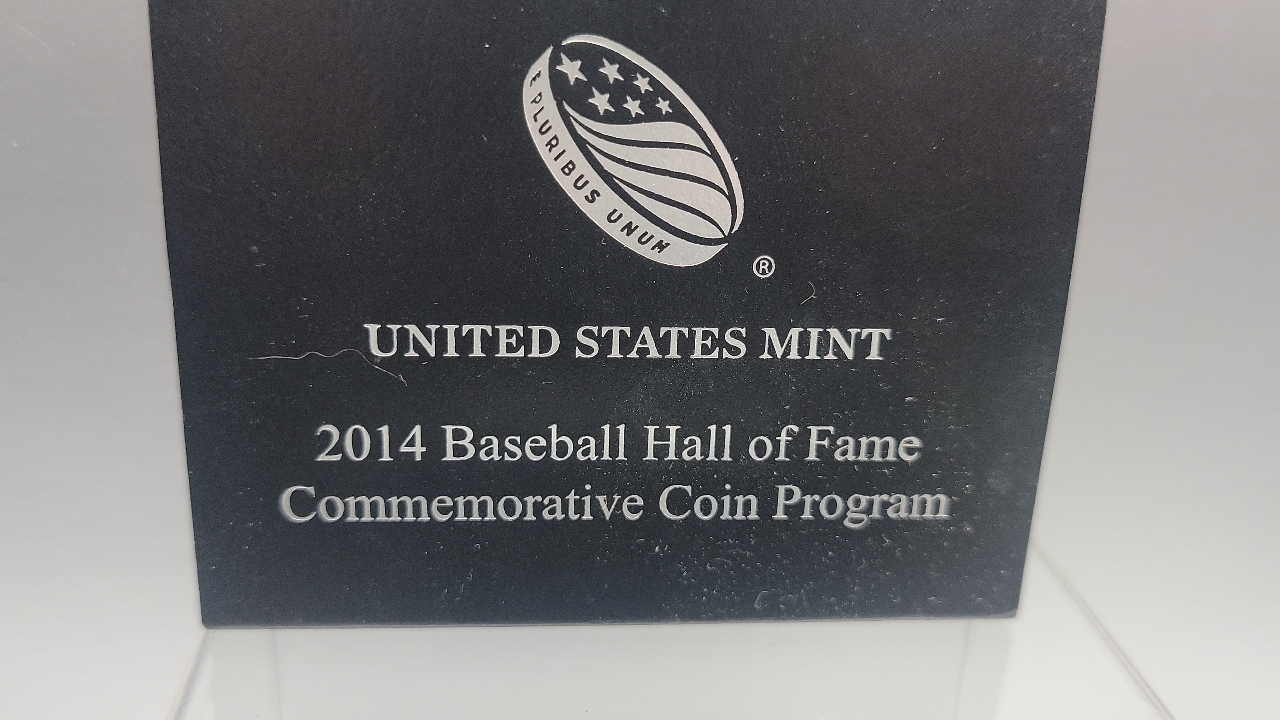 E PLURIBUS UNUM
®
UNITED STATES MINT
2014 Baseball Hall of Fame
Commemorative Coin Program